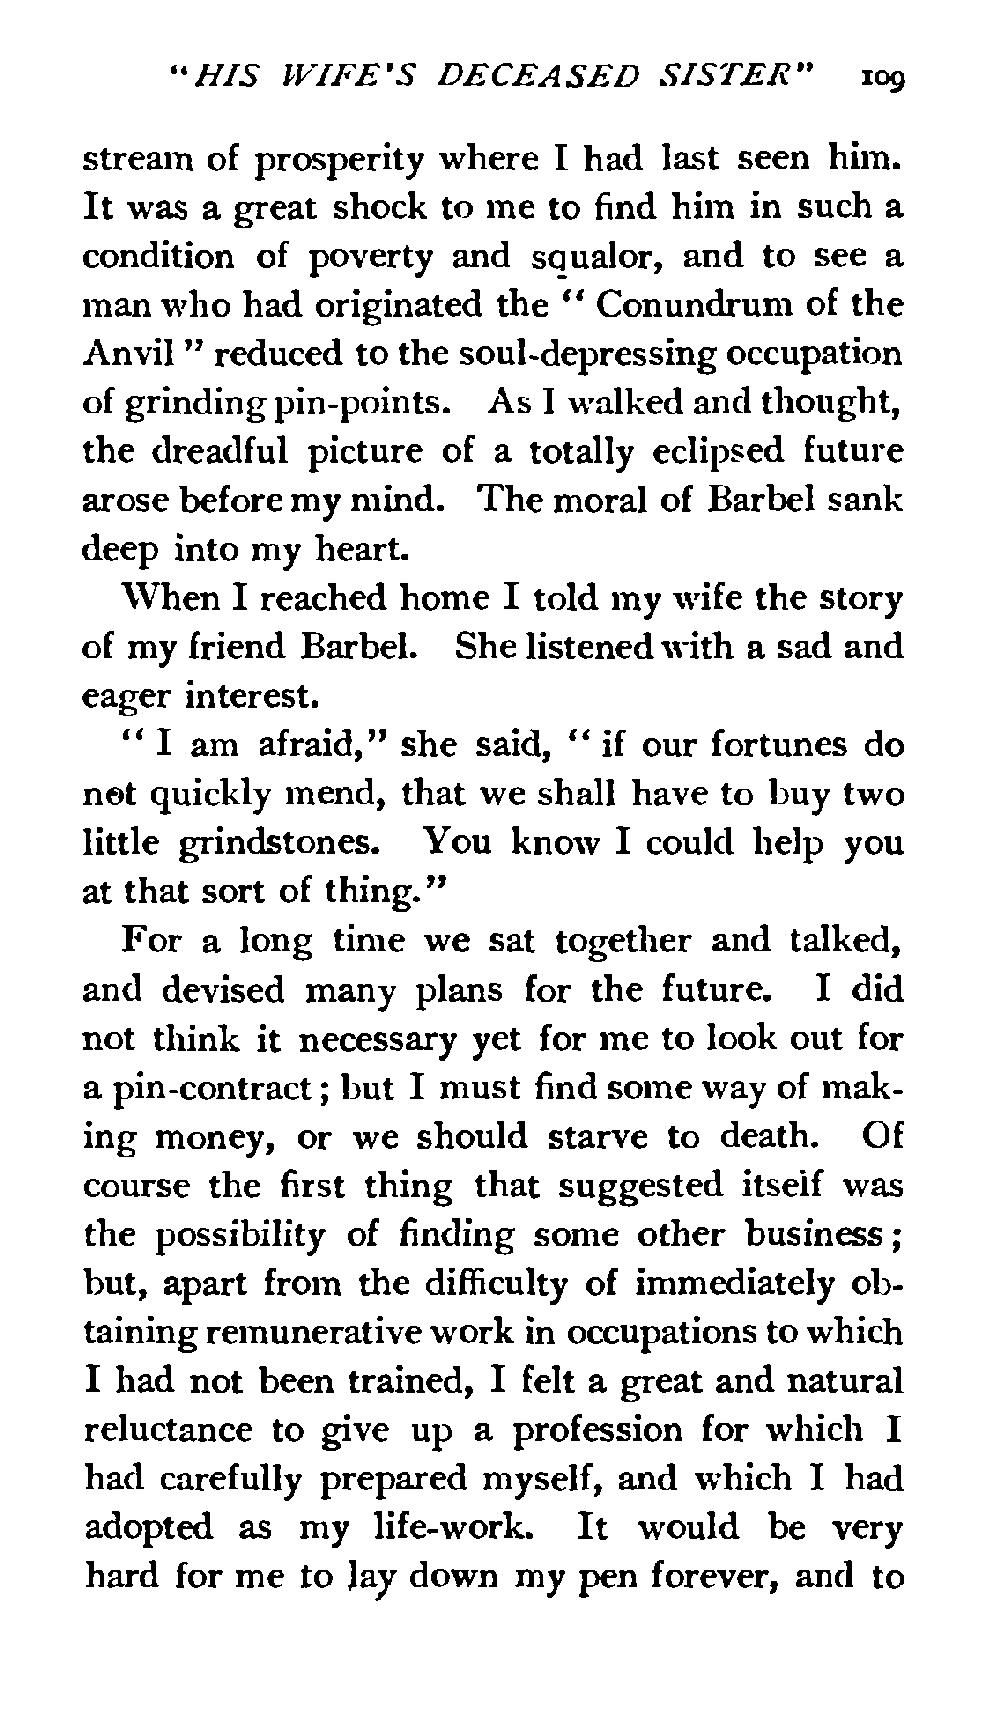 "HIS WIFE'S DECEASED SISTER" 109
stream of prosperity where I had last seen him.
It was a great shock to me to find him in such a
condition of poverty and squalor, and to see a
man who had originated the "Conundrum of the
Anvil" reduced to the soul-depressing occupation
of grinding pin-points. As I walked and thought,
the dreadful picture of a totally eclipsed future
arose before my mind. The moral of Barbel sank
deep into my heart.
When I reached home I told my wife the story
of my friend Barbel. She listened with a sad and
eager interest.
"I am afraid," she said, "if our fortunes do
not quickly mend, that we shall have to buy two
little grindstones. You know I could help you
at that sort of thing."
For a long time we sat together and talked,
and devised many plans for the future. I did
not think it necessary yet for me to look out for
a pin-contract; but I must find some way of mak-
ing money, or we should starve to death. Of
course the first thing that suggested itself was
the possibility of finding some other business;
but, apart from the difficulty of immediately ob-
taining remunerative work in occupations to which
I had not been trained, I felt a great and natural
reluctance to give up a profession for which I
had carefully prepared myself, and which I had
adopted as my life-work. It would be very
hard for me to lay down my pen forever, and to